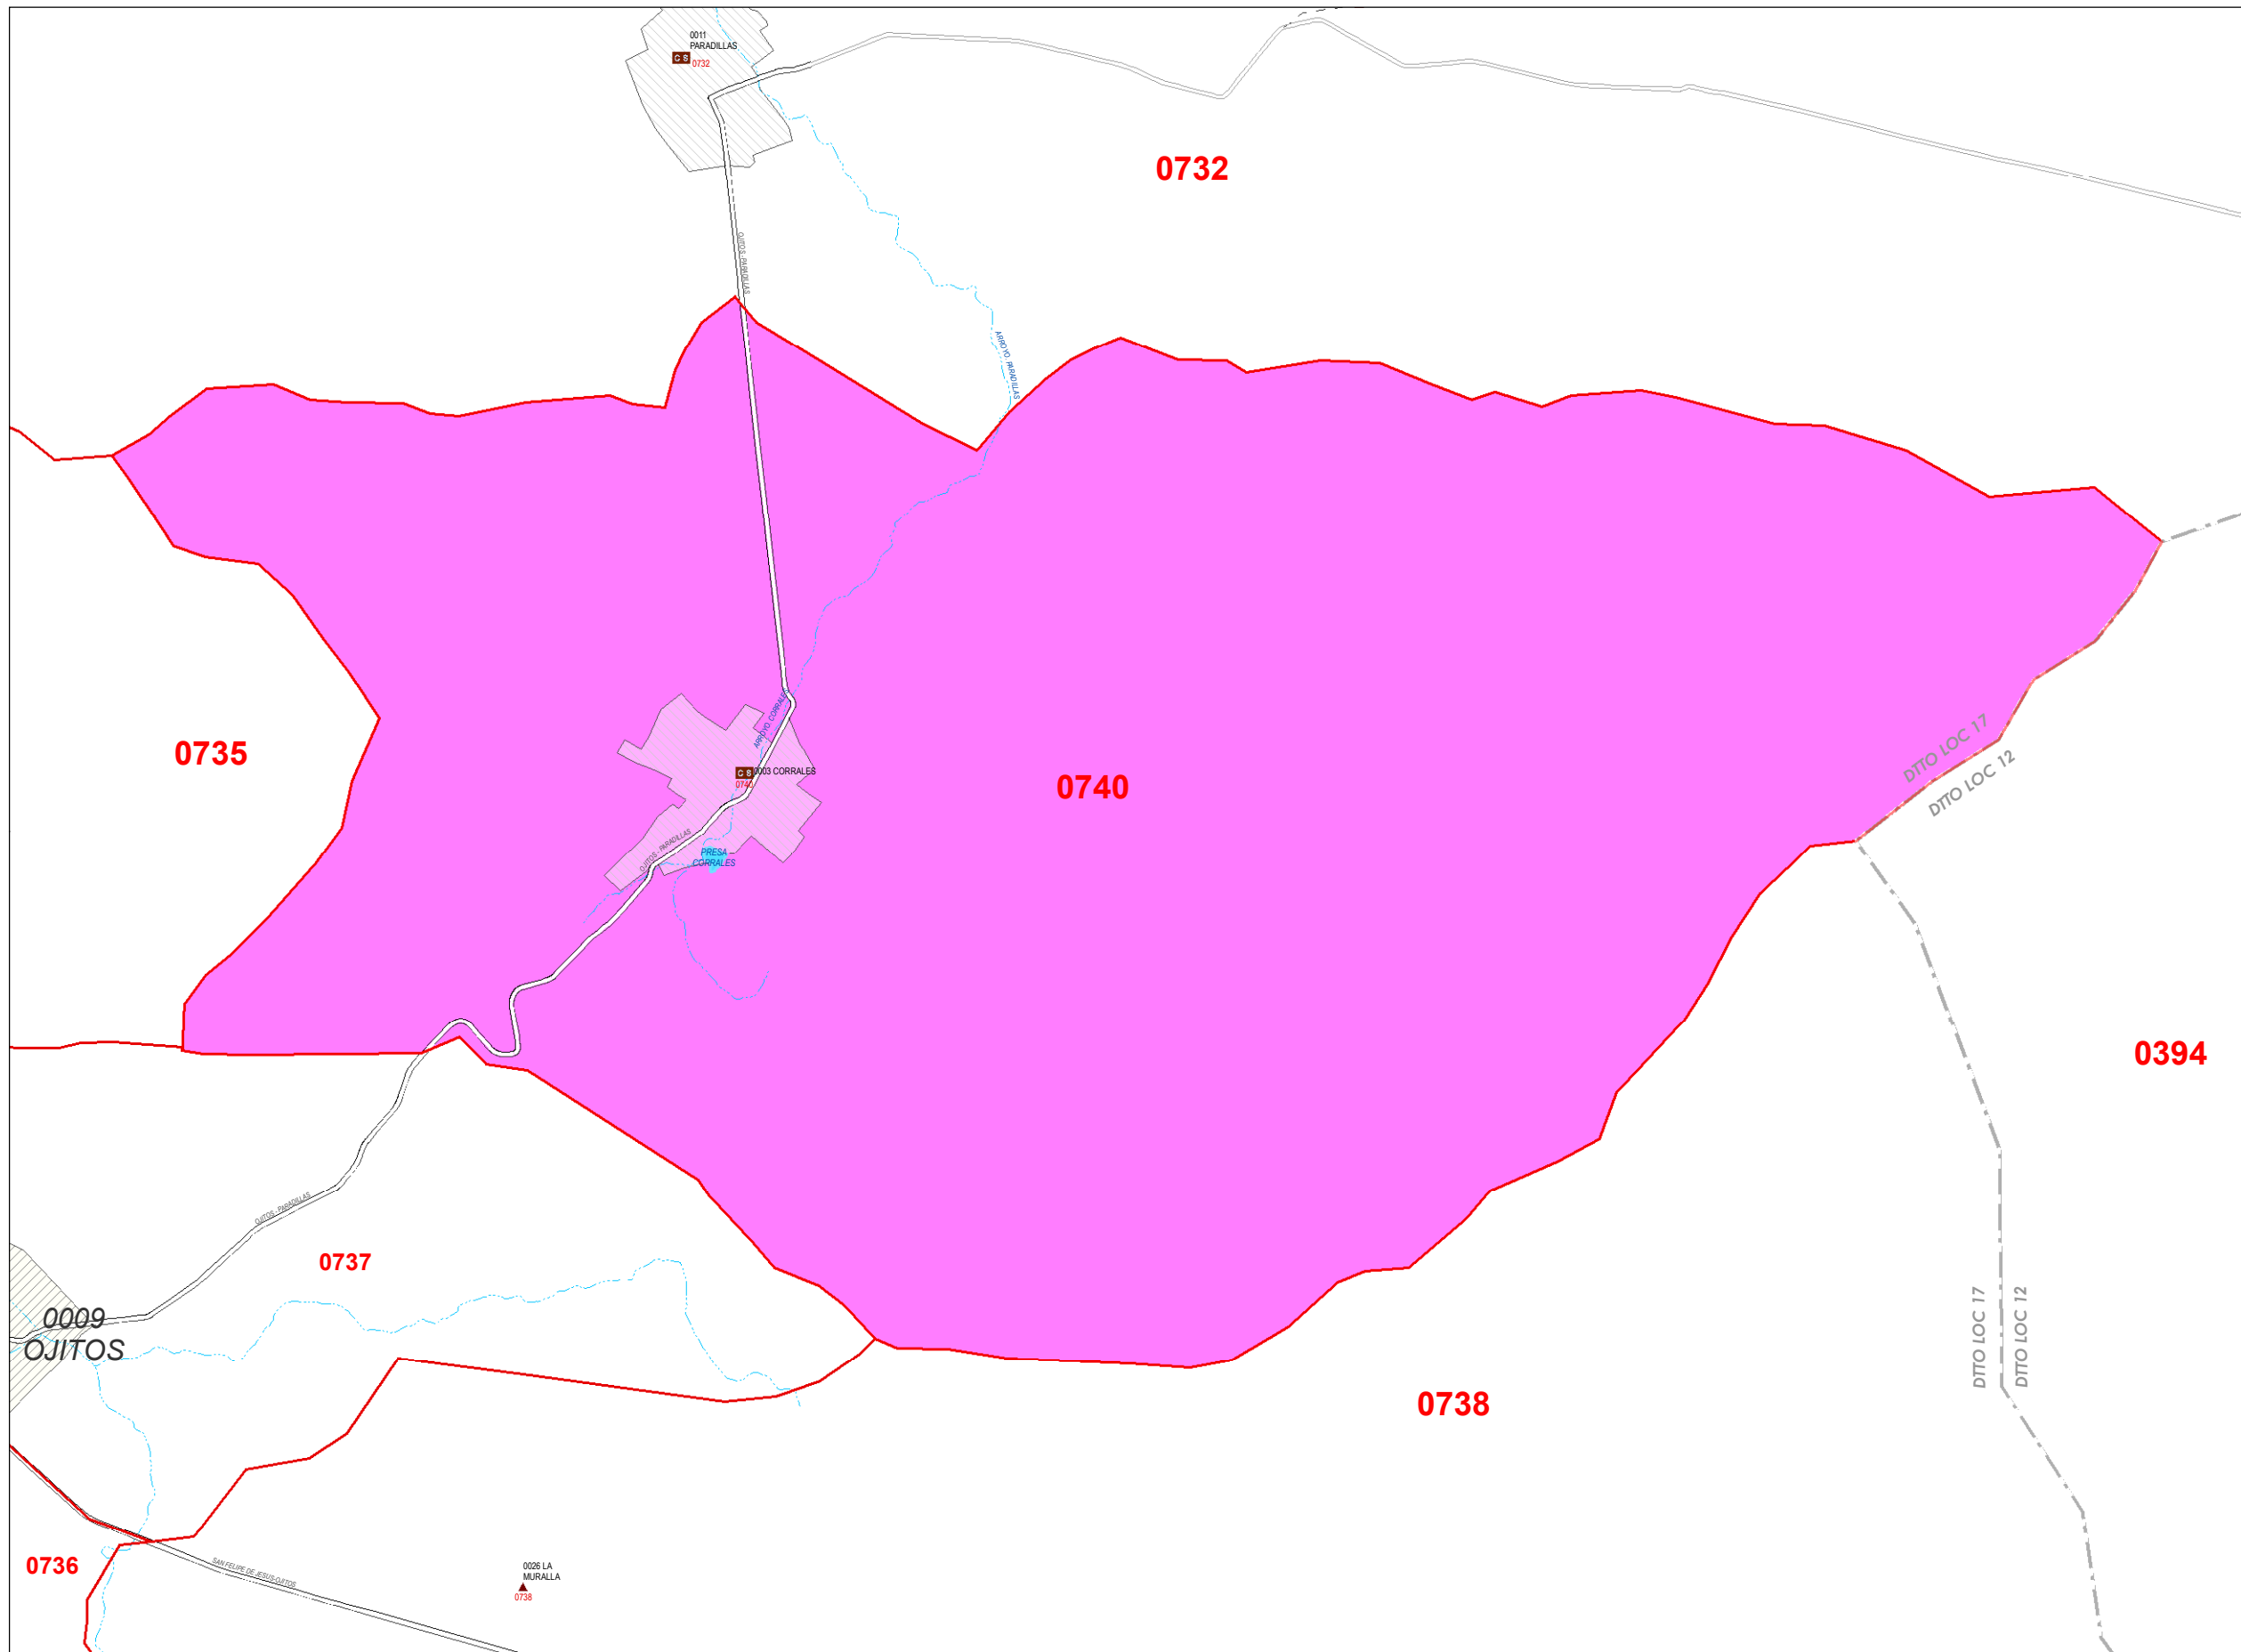 0011
PARADILLAS
C S
0732
0732
OJITOS - PARADILLAS
ARROYO PARADILLAS
0735
ARROYO CORRALES
C S
0003 CORRALES
0740
0740
OJITOS - PARADILLAS
PRESA
CORRALES
DTTO LOC 17
DTTO LOC 12
0394
OJITOS - PARADILLAS
0737
0009
OJITOS
DTTO LOC 17
DTTO LOC 12
0738
0736
SAN FELIPE DE JESUS-OJITOS
0026 LA
MURALLA
0738